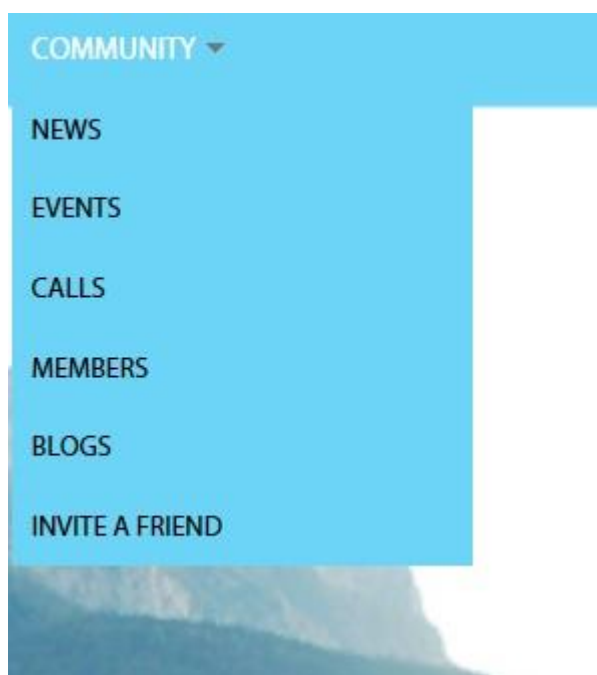 COMMUNITY
NEWS
EVENTS
CALLS
MEMBERS
BLOGS
INVITE A FRIEND